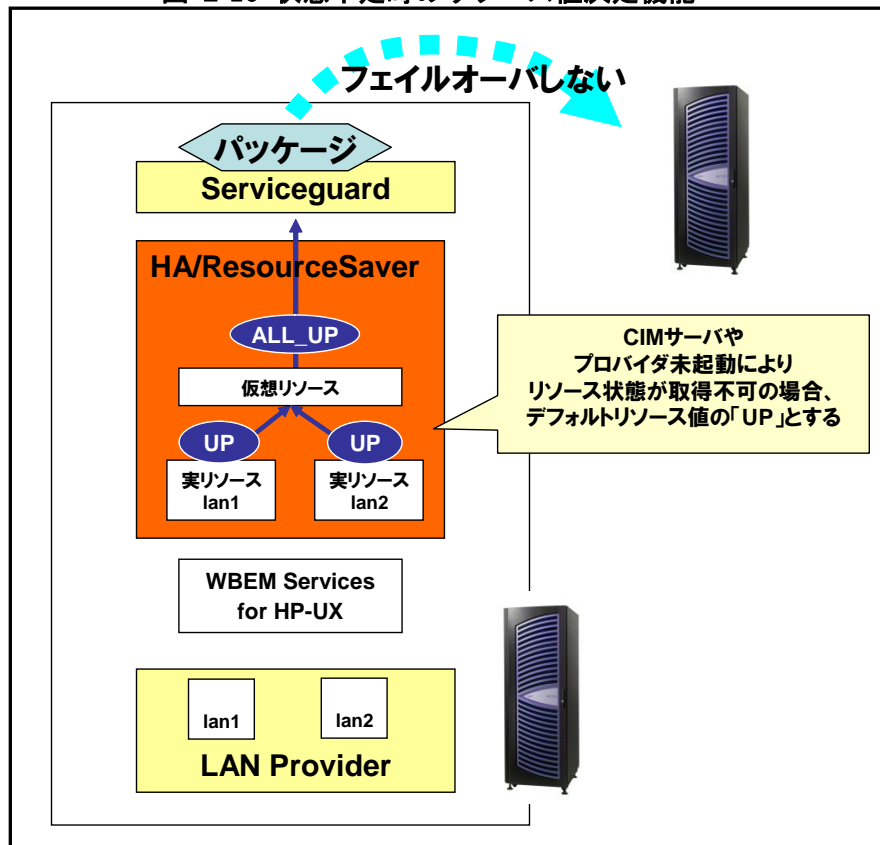 フェイルオーバしない
パッケージ
Serviceguard
HA/ResourceSaver
ALL_UP
仮想リソース
UP
UP
実リソース
lan1
実リソース
lan2
CIMサーバや
プロバイダ未起動により
リソース状態が取得不可の場合、
デフォルトリソース値の「UP」とする
WBEM Services
for HP-UX
lan1
lan2
LAN Provider